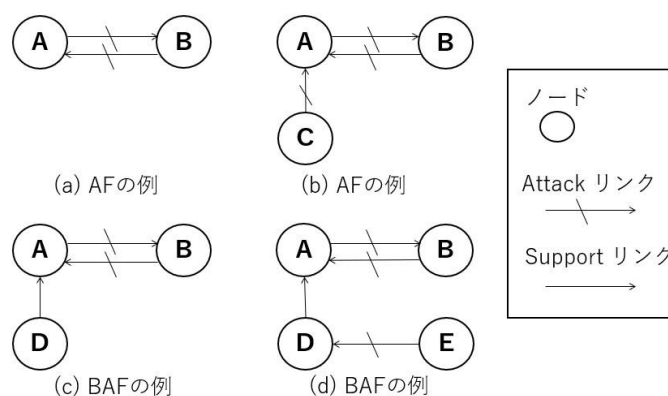 A B
A B
C
(a) AFの例
(b) AFの例
A B
A B
D
D E
(c) BAFの例
(d) BAFの例
ノード
Attack リンク
Support リンク